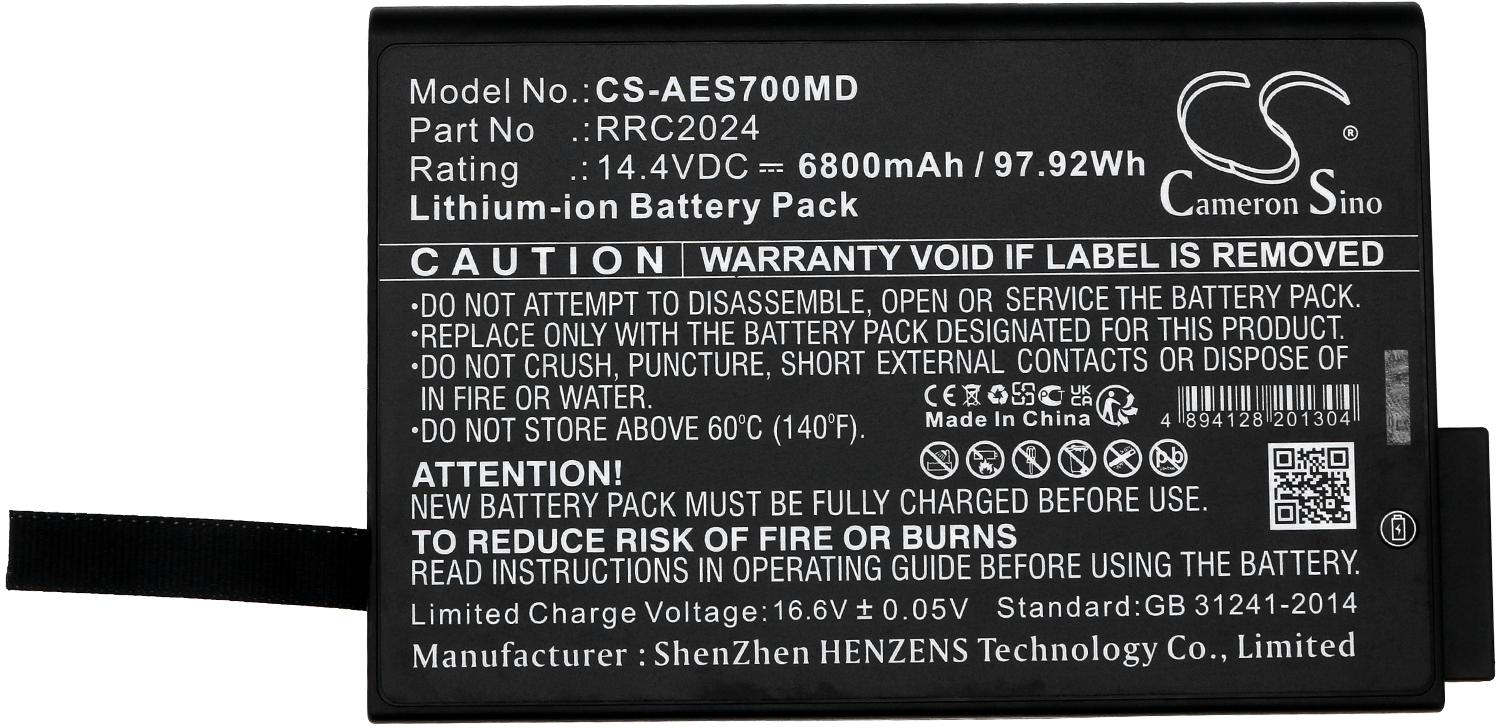 Model No.:CS-AES700MD
Part No .:RRC2024
Rating .:14.4VDC ⎓ 6800mAh / 97.92Wh
Lithium-ion Battery Pack
CS ®
Cameron Sino
CAUTION WARRANTY VOID IF LABEL IS REMOVED
•DO NOT ATTEMPT TO DISASSEMBLE, OPEN OR SERVICE THE BATTERY PACK.
•REPLACE ONLY WITH THE BATTERY PACK DESIGNATED FOR THIS PRODUCT.
•DO NOT CRUSH, PUNCTURE, SHORT EXTERNAL CONTACTS OR DISPOSE OF
IN FIRE OR WATER.
•DO NOT STORE ABOVE 60°C (140°F).
CE PC UK CA
Made In China
4 894128 201304
Pb
ATTENTION!
NEW BATTERY PACK MUST BE FULLY CHARGED BEFORE USE.
TO REDUCE RISK OF FIRE OR BURNS
READ INSTRUCTIONS IN OPERATING GUIDE BEFORE USING THE BATTERY.
Limited Charge Voltage:16.6V ± 0.05V Standard:GB 31241-2014
Manufacturer : ShenZhen HENZENS Technology Co., Limited